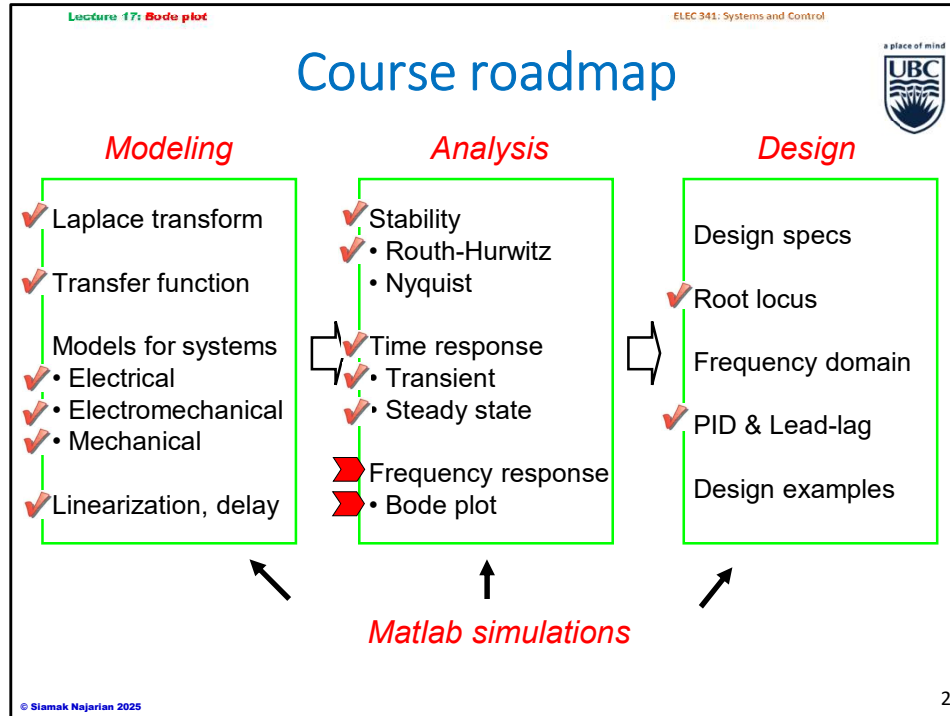 Lecture 17: Bode plot
ELEC 341: Systems and Control
Course roadmap
a place of mind
UBC
Modeling
Laplace transform
Transfer function
Models for systems
• Electrical
• Electromechanical
• Mechanical
Linearization, delay
Analysis
Stability
• Routh-Hurwitz
• Nyquist
Time response
• Transient
• Steady state
Frequency response
• Bode plot
Design
Design specs
Root locus
Frequency domain
PID & Lead-lag
Design examples
Matlab simulations
© Siamak Najarian 2025
2